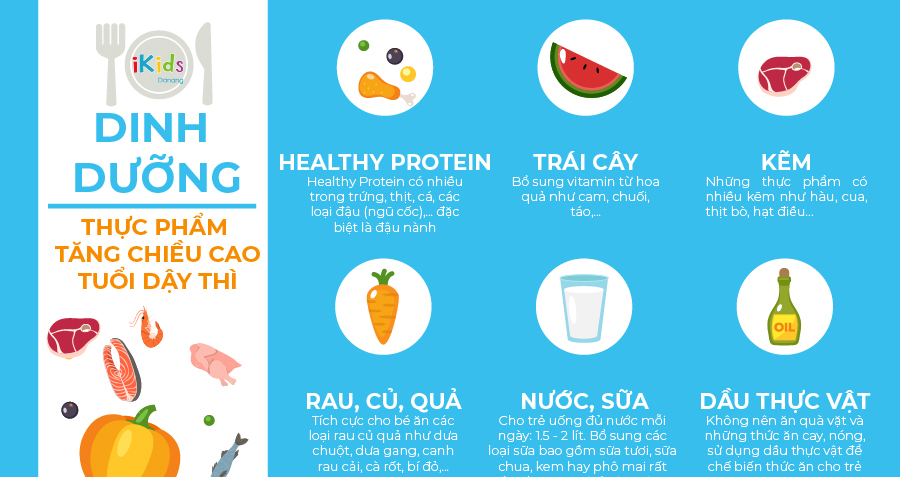 iKids
Danang
DINH
DƯỠNG
THỰC PHẨM
TĂNG CHIỀU CAO
TUỔI DẬY THÌ
HEALTHY PROTEIN
Healthy Protein có nhiều
trong trứng, thịt, cá, các
loại đậu (ngũ cốc),... đặc
biệt là đậu nành
TRÁI CÂY
Bổ sung vitamin từ hoa
quả như cam, chuối,
táo,...
KẼM
Những thực phẩm có
nhiều kẽm như hàu, cua,
thịt bò, hạt điều...
RAU, CỦ, QUẢ
Tích cực cho bé ăn các
loại rau củ quả như dưa
chuột, dưa gang, canh
rau cải, cà rốt, bí đỏ,...
NƯỚC, SỮA
Cho trẻ uống đủ nước mỗi
ngày: 1.5 - 2 lít. Bổ sung các
loại sữa bao gồm sữa tươi, sữa
chua, kem hay phô mai rất
OIL
DẦU THỰC VẬT
Không nên ăn quà vặt và
những thức ăn cay, nóng,
sử dụng dầu thực vật để
chế biến thức ăn cho trẻ